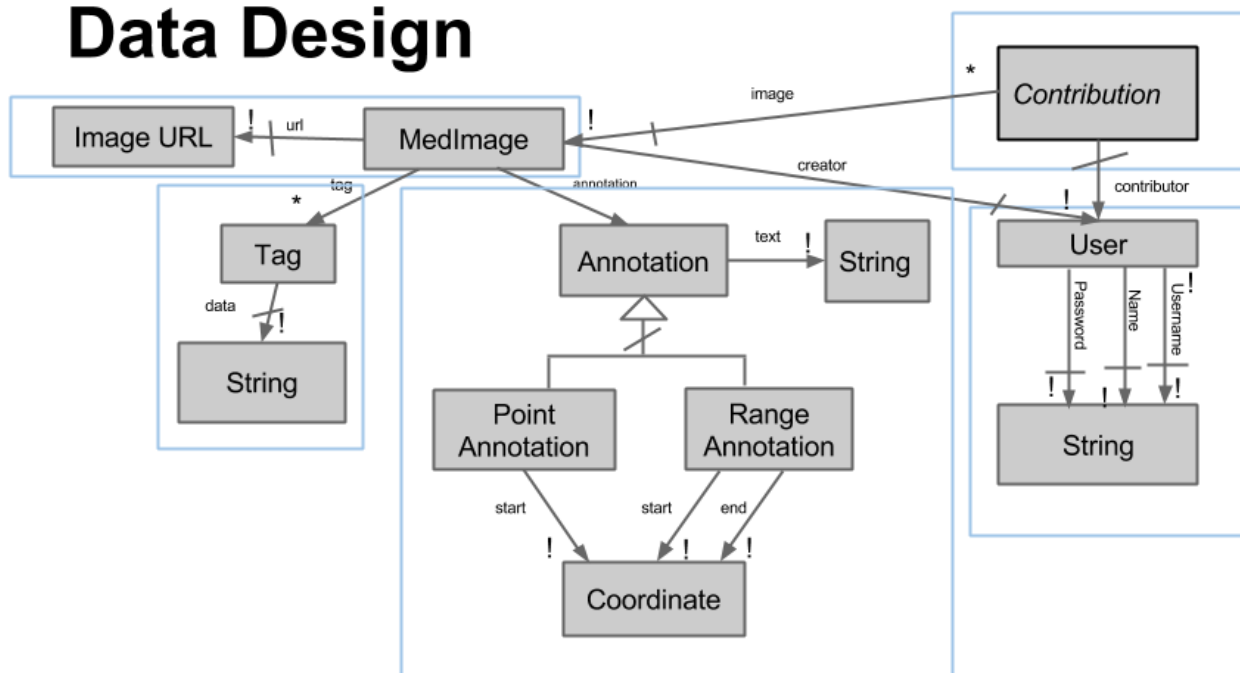 Data Design
*
Contribution
image
!
Image URL
!
url
MedImage
creator
contributor
!
tag
*
annotation
Tag
Annotation
text
!
String
User
!
data
!
String
Password
Name
Username
!
!
!
Point
Annotation
Range
Annotation
String
start
start
end
!
!
!
Coordinate